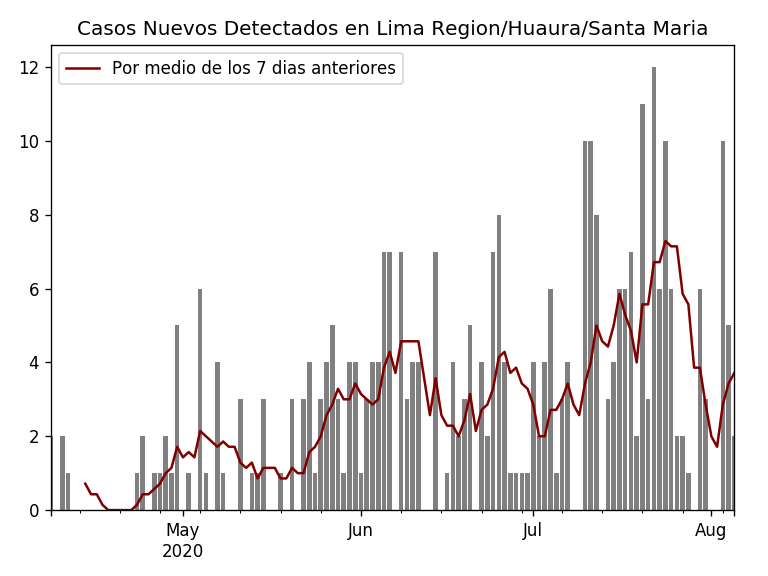 Casos Nuevos Detectados en Lima Region/Huaura/Santa Maria
Por medio de los 7 dias anteriores
12
10
8
6
4
2
0
May
2020
Jun
Jul
Aug